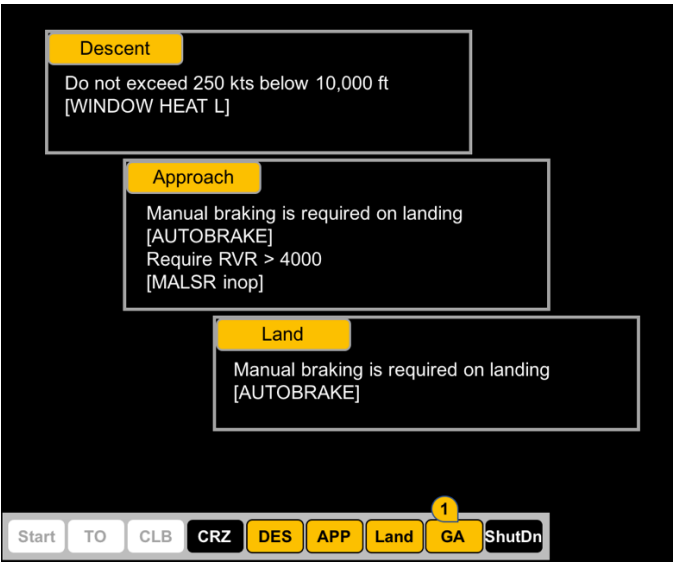 Descent
Do not exceed 250 kts below 10,000 ft
[WINDOW HEAT L]
Approach
Manual braking is required on landing
[AUTOBRAKE]
Require RVR > 4000
[MALSR inop]
Land
Manual braking is required on landing
[AUTOBRAKE]
1
Start TO CLB CRZ DES APP Land GA ShutDn